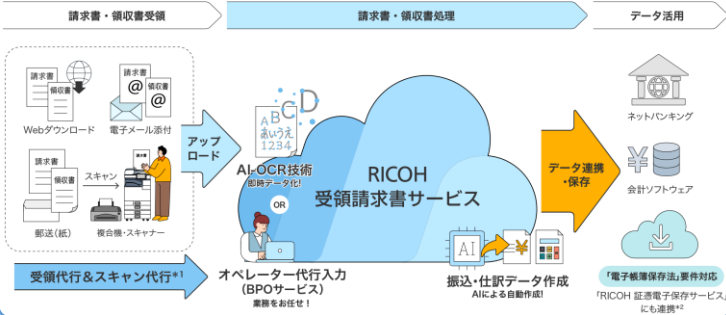 請求書・領収書受領
請求書・領収書処理
データ活用
請求書
領収書
Webダウンロード
請求書
@
領収書
@
電子メール添付
請求書
領収書
郵送(紙)
スキャン
請求書
複合機・スキャナー
アップ
ロード
受領代行&スキャン代行*1
ABCD
あいうえ
1234
AI-OCR技術
即時データ化!
OR
オペレーター代行入力
(BPOサービス)
業務をお任せ！
RICOH
受領請求書サービス
AI
¥
振込・仕訳データ作成
AIによる自動作成!
データ連携
・保存
ネットバンキング
¥
会計ソフトウェア
「電子帳簿保存法」要件対応
「RICOH 証憑電子保存サービス」
にも連携*2